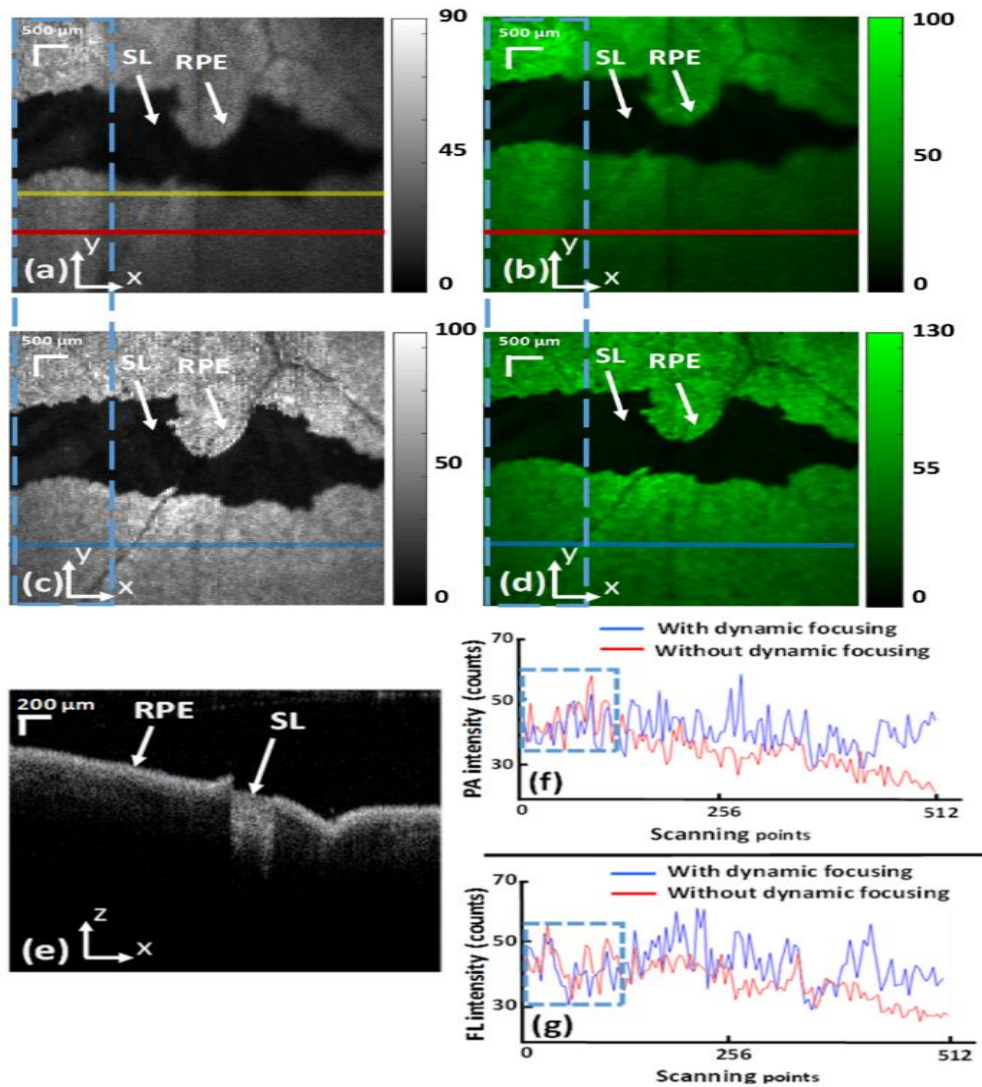 90
500 µm
SL
RPE
45
(a)
y
x
0
100
500 µm
SL
RPE
50
(b)
y
x
0
100
500 µm
SL
RPE
50
(c)
y
x
0
130
500 µm
SL
RPE
55
(d)
y
x
0
200 µm
RPE
SL
(e)
z
x
With dynamic focusing
Without dynamic focusing
PA intensity (counts)
70
50
30
(f)
0
256
512
Scanning points
With dynamic focusing
Without dynamic focusing
FL intensity (counts)
70
50
30
(g)
0
256
512
Scanning points